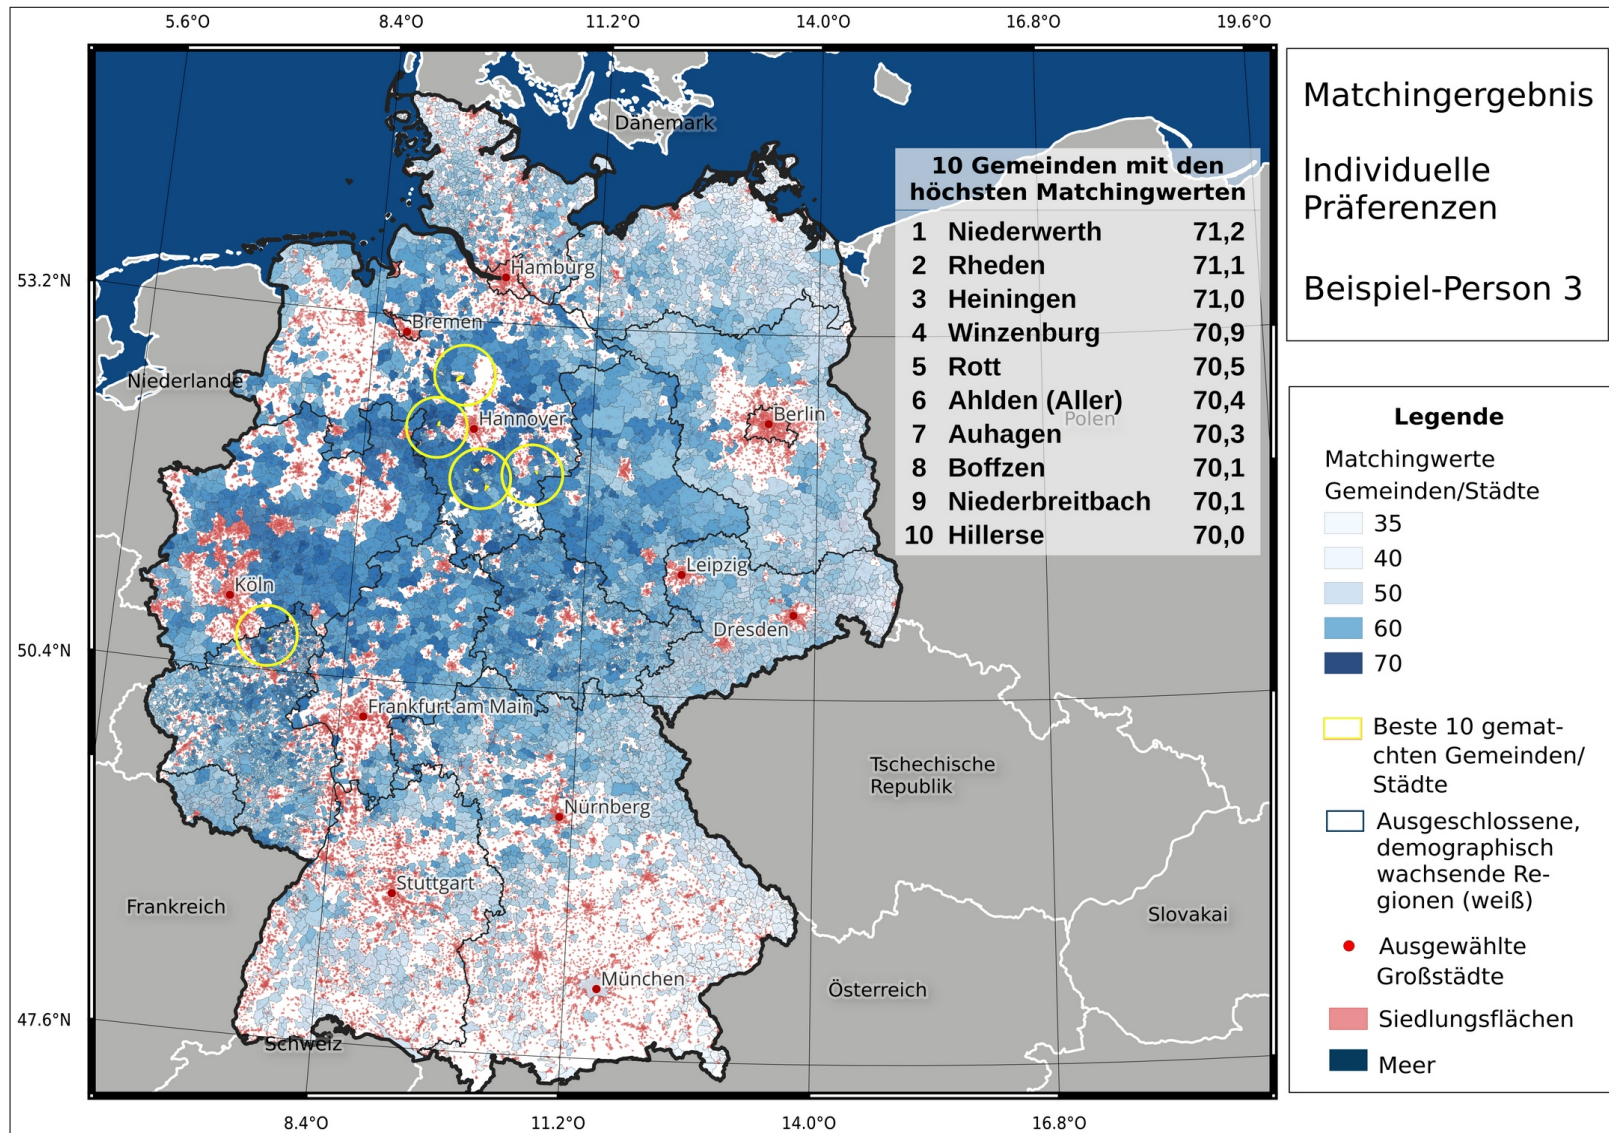 5.6°O 8.4°O 11.2°O 14.0°O 16.8°O 19.6°O
Matchingergebnis
Individuelle
Präferenzen
Beispiel-Person 3
Dänemark
10 Gemeinden mit den
höchsten Matchingwerten
1 Niederwerth 71,2
2 Rheden 71,1
3 Heiningen 71,0
4 Winzenburg 70,9
5 Rott 70,5
6 Ahlden (Aller) 70,4
7 Auhagen 70,3
8 Boffzen 70,1
9 Niederbreitbach 70,1
10 Hillerse 70,0
53.2°N
50.4°N
47.6°N
Hamburg
Bremen
Niederlande
Hannover
Berlin
Polen
Köln
Leipzig
Dresden
Frankfurt am Main
Tschechische
Republik
Nürnberg
Stuttgart
Frankreich
Slovakai
München
Österreich
Schweiz
Legende
Matchingwerte
Gemeinden/Städte
35
40
50
60
70
Beste 10 gemat-
chten Gemeinden/
Städte
Ausgeschlossene,
demographisch
wachsende Re-
gionen (weiß)
Ausgewählte
Großstädte
Siedlungsflächen
Meer
8.4°O 11.2°O 14.0°O 16.8°O